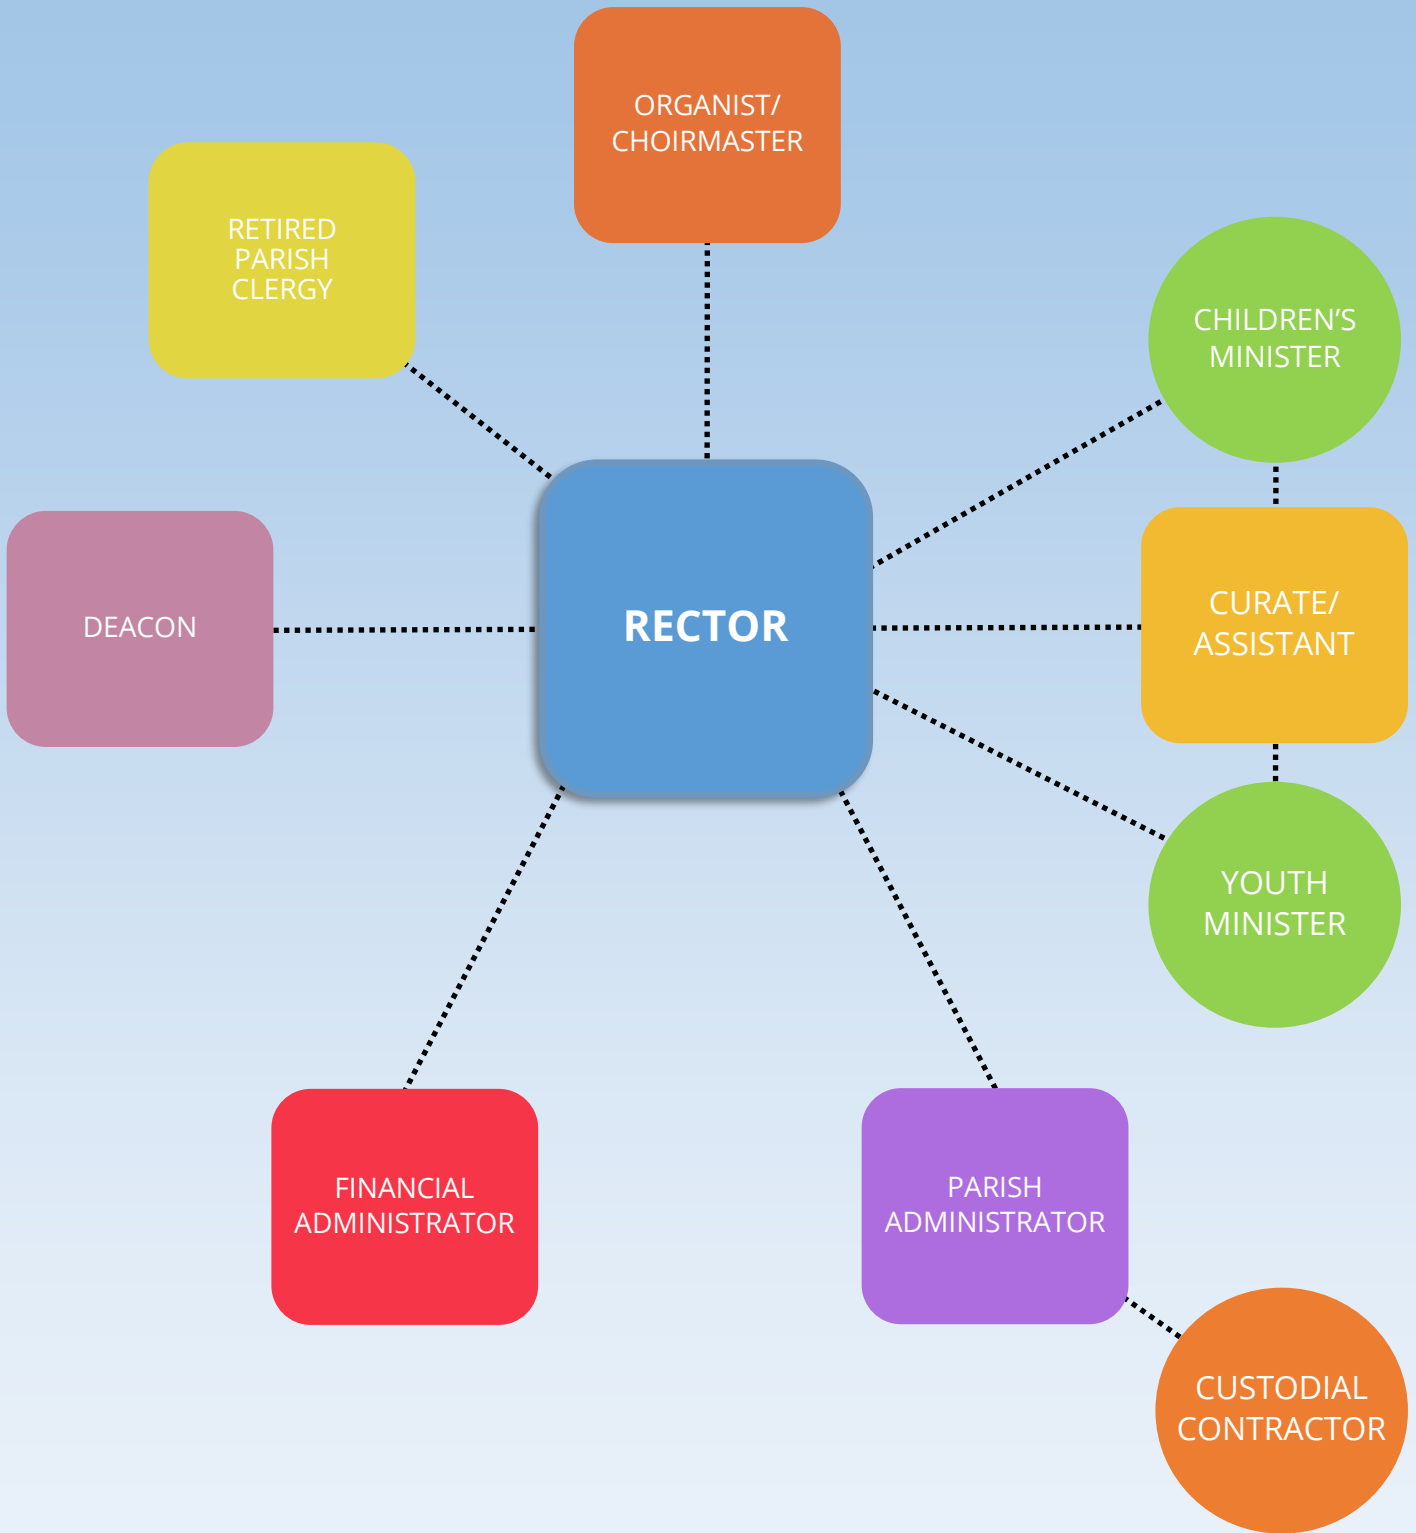 ORGANIST/
CHOIRMASTER
RETIRED
PARISH
CLERGY
CHILDREN’S
MINISTER
DEACON
RECTOR
CURATE/
ASSISTANT
YOUTH
MINISTER
FINANCIAL
ADMINISTRATOR
PARISH
ADMINISTRATOR
CUSTODIAL
CONTRACTOR